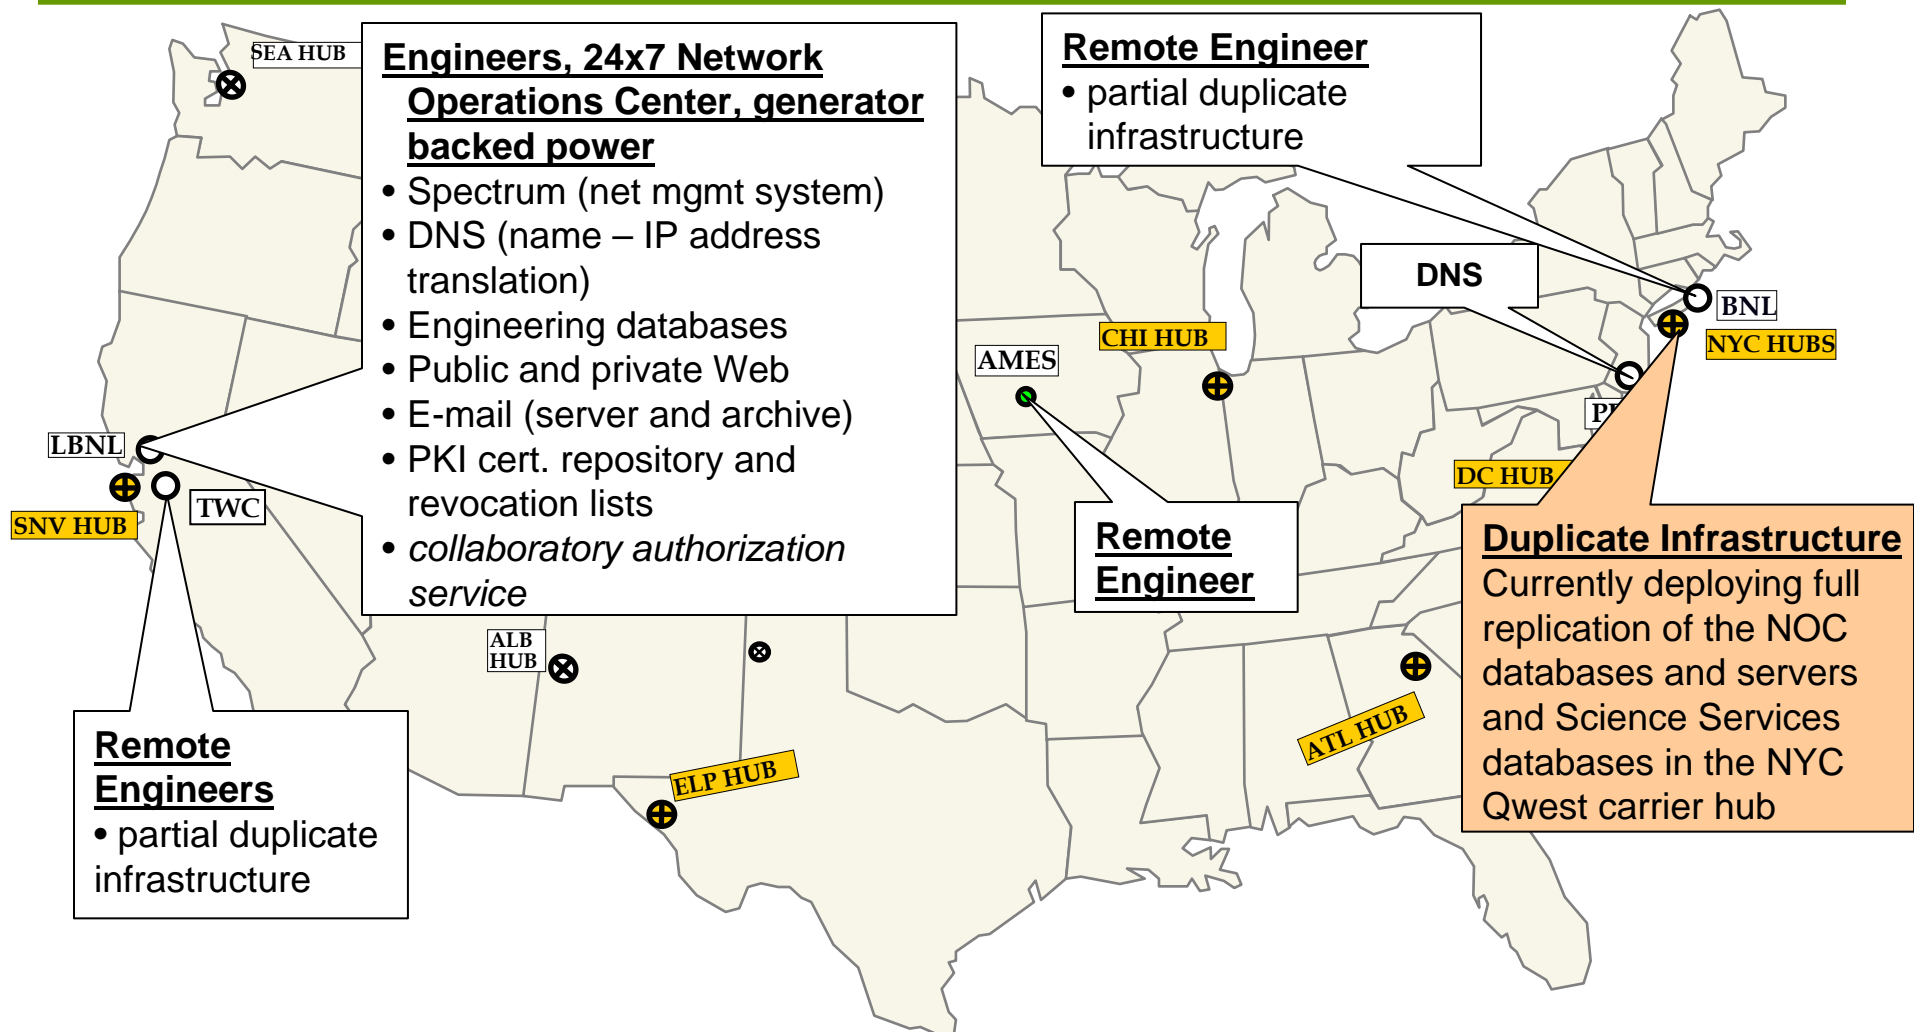 SEA HUB
Engineers, 24x7 Network
Operations Center, generator
backed power
• Spectrum (net mgmt system)
• DNS (name – IP address
translation)
• Engineering databases
• Public and private Web
• E-mail (server and archive)
• PKI cert. repository and
revocation lists
• collaboratory authorization
service
Remote Engineer
• partial duplicate
infrastructure
DNS
BNL
NYC HUBS
CHI HUB
AMES
LBNL
TWC
SNV HUB
DC HUB
Remote
Engineer
Duplicate Infrastructure
Currently deploying full
replication of the NOC
databases and servers
and Science Services
databases in the NYC
Qwest carrier hub
ALB
HUB
ELP HUB
ATL HUB
Remote
Engineers
• partial duplicate
infrastructure